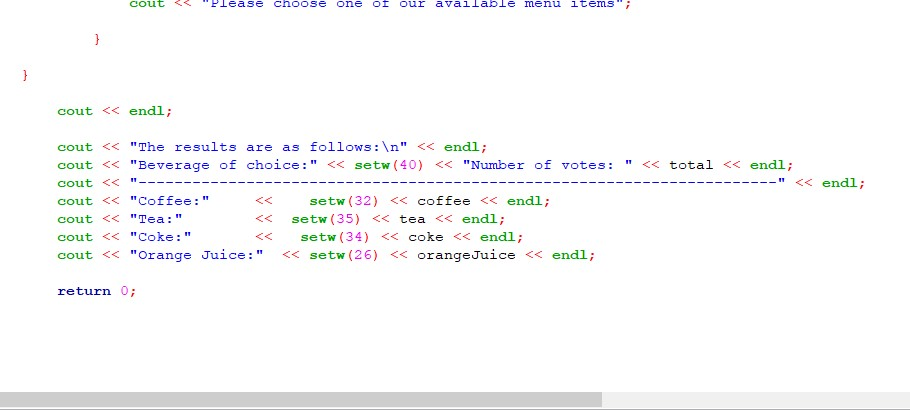 cout << "Please choose one of our available menu items";
}
}
cout << endl;
cout << "The results are as follows:\n" << endl;
cout << "Beverage of choice:" << setw(40) << "Number of votes: " << total << endl;
cout << "-----------------------------------------------------------------------" << endl;
cout << "Coffee:"     <<    setw(32) << coffee << endl;
cout << "Tea:"        <<  setw(35) << tea << endl;
cout << "Coke:"       <<   setw(34) << coke << endl;
cout << "Orange Juice:"  << setw(26) << orangeJuice << endl;
return 0;